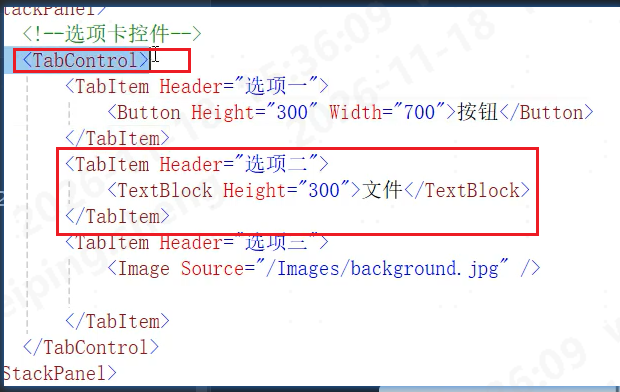 StackPanel>
<!--选项卡控件-->
<TabControl>
<TabItem Header="选项一">
<Button Height="300" Width="700">按钮</Button>
</TabItem>
<TabItem Header="选项二">
<TextBlock Height="300">文件</TextBlock>
</TabItem>
<TabItem Header="选项三">
<Image Source="/Images/background.jpg" />
</TabItem>
</TabControl>
StackPanel>